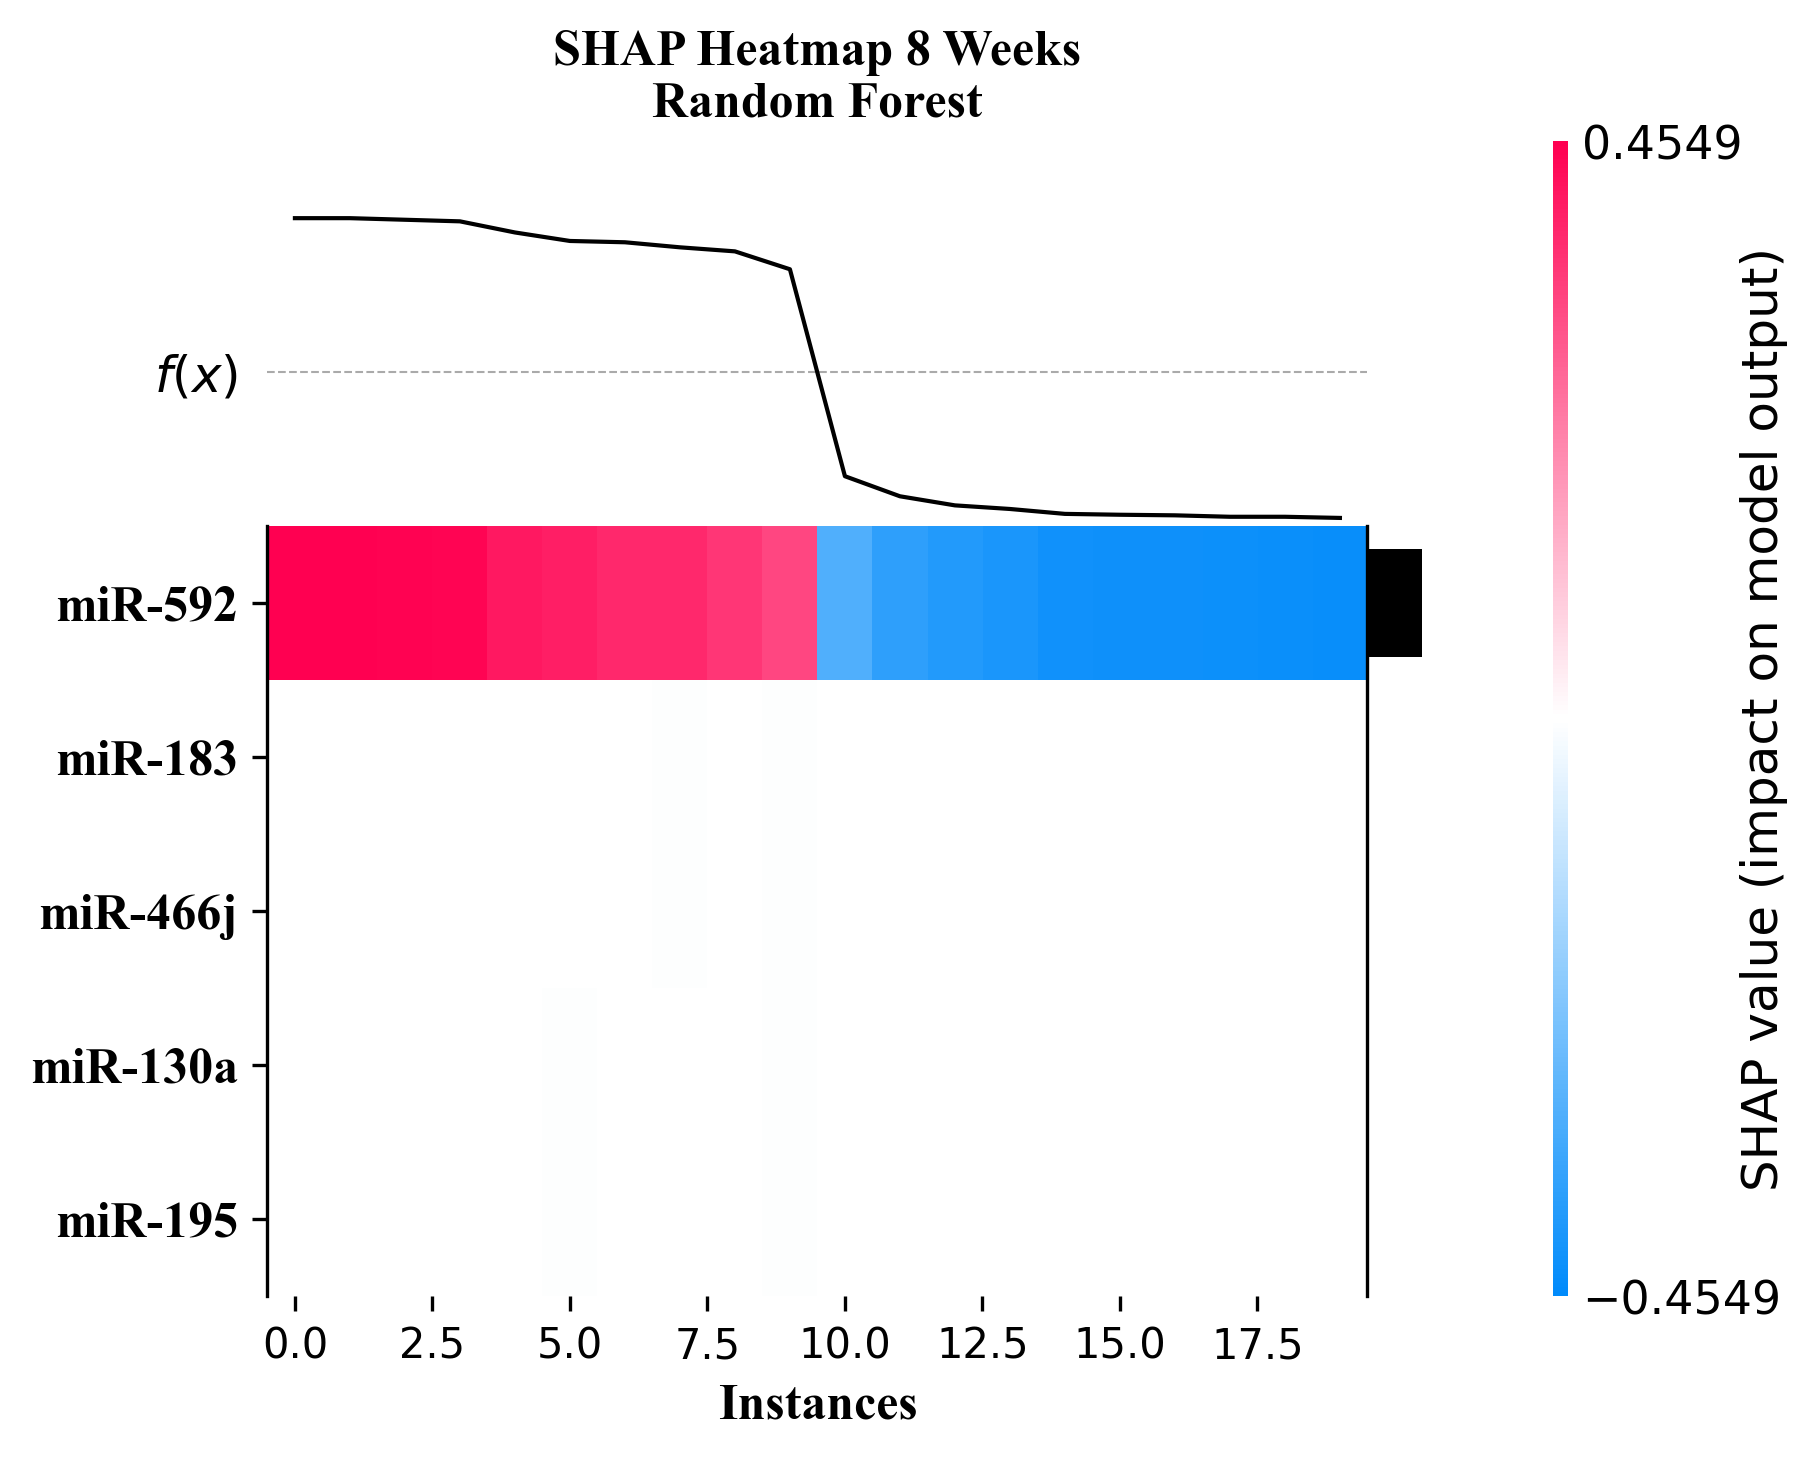 SHAP Heatmap 8 Weeks
Random Forest
f(x)
miR-592
miR-183
miR-466j
miR-130a
miR-195
0.0 2.5 5.0 7.5 10.0 12.5 15.0 17.5
Instances
0.4549
SHAP value (impact on model output)
−0.4549